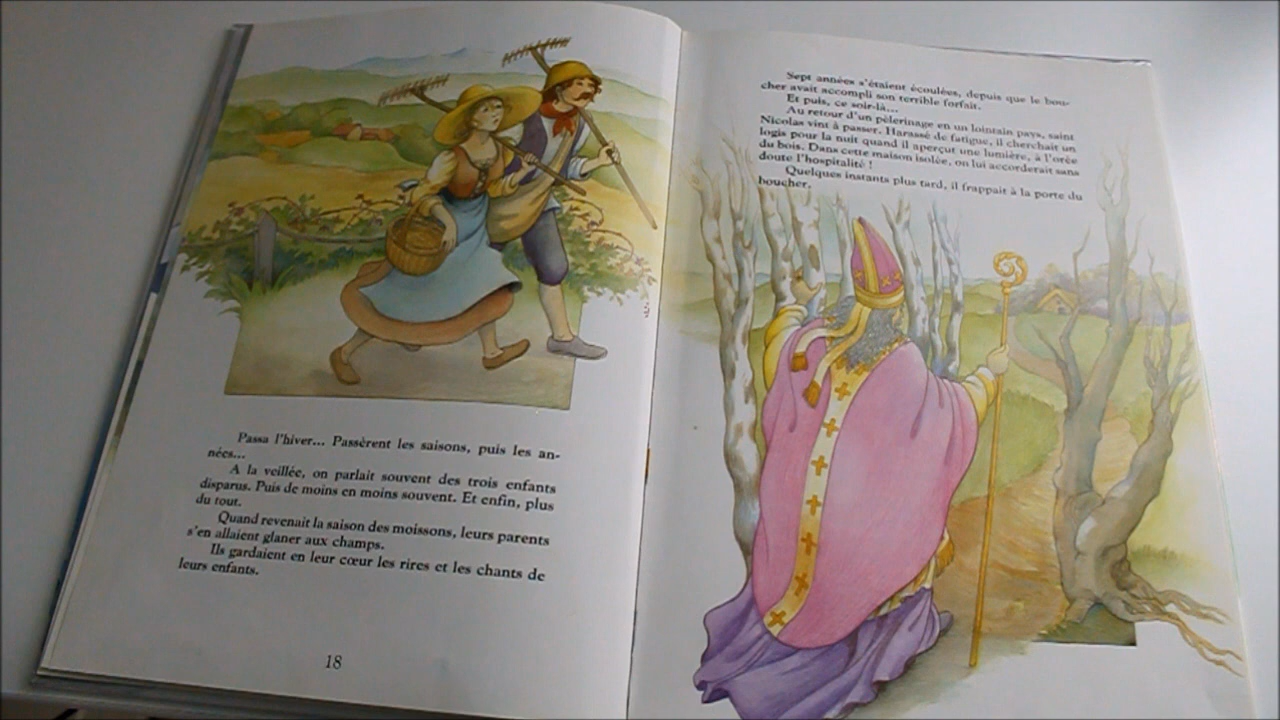 Passa l'hiver... Passèrent les saisons, puis les an-
nées...
A la veillée, on parlait souvent des trois enfants
disparus. Puis de moins en moins souvent. Et enfin, plus
du tout.
Quand revenait la saison des moissons, leurs parents
s'en allaient glaner aux champs.
Ils gardaient en leur cœur les rires et les chants de
leurs enfants.
18
Sept années s'étaient écoulées, depuis que le bou-
cher avait accompli son terrible forfait.
Et puis, ce soir-là...
Au retour d'un pèlerinage en un lointain pays, saint
Nicolas vint à passer. Harassé de fatigue, il cherchait un
logis pour la nuit quand il aperçut une lumière, à l'orée
du bois. Dans cette maison isolée, on lui accorderait sans
doute l'hospitalité !
Quelques instants plus tard, il frappait à la porte du
boucher.